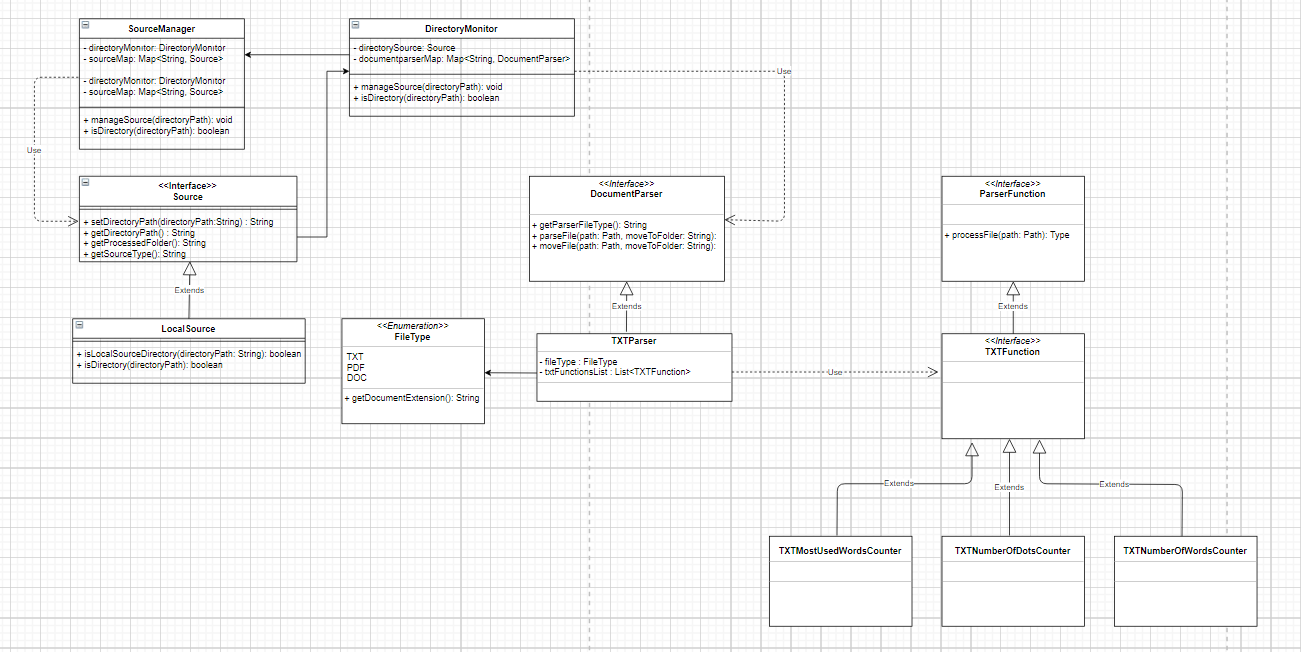 SourceManager
- directoryMonitor: DirectoryMonitor
- sourceMap: Map<String, Source>
- directoryMonitor: DirectoryMonitor
- sourceMap: Map<String, Source>
+ manageSource(directoryPath): void
+ isDirectory(directoryPath): boolean
DirectoryMonitor
- directorySource: Source
- documentparserMap: Map<String, DocumentParser>
+ manageSource(directoryPath): void
+ isDirectory(directoryPath): boolean
Use
Use
<<Interface>>
Source
+ setDirectoryPath(directoryPath:String) : String
+ getDirectoryPath() : String
+ getProcessedFolder(): String
+ getSourceType(): String
Extends
LocalSource
+ isLocalSourceDirectory(directoryPath: String): boolean
+ isDirectory(directoryPath): boolean
<<Interface>>
DocumentParser
+ getParserFileType(): String
+ parseFile(path: Path, moveToFolder: String):
+ moveFile(path: Path, moveToFolder: String):
Extends
<<Enumeration>>
FileType
TXT
PDF
DOC
+ getDocumentExtension(): String
TXTParser
- fileType : FileType
- txtFunctionsList : List<TXTFunction>
Use
<<Interface>>
ParserFunction
+ processFile(path: Path): Type
Extends
<<Interface>>
TXTFunction
Extends
Extends
Extends
TXTMostUsedWordsCounter
TXTNumberOfDotsCounter
TXTNumberOfWordsCounter